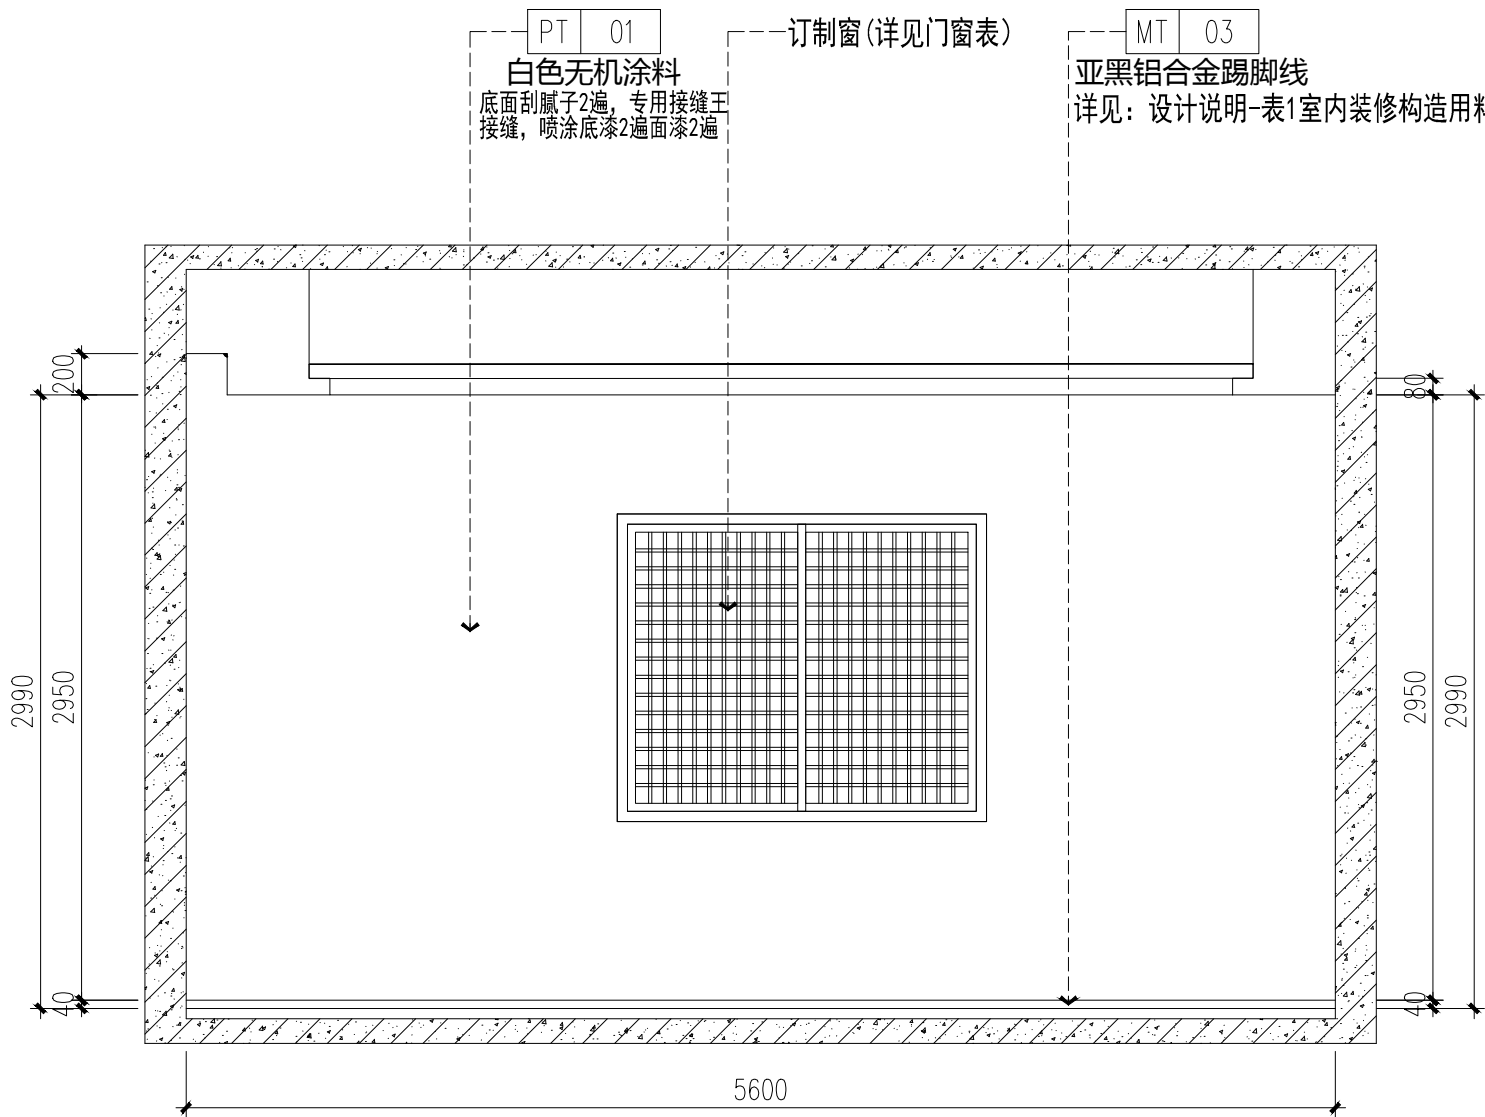 PT 01
白色无机涂料
底面刮腻子2遍，专用接缝王
接缝，喷涂底漆2遍面漆2遍
订制窗(详见门窗表)
MT 03
亚黑铝合金踢脚线
详见：设计说明-表1室内装修构造用料
200
2990
2950
40
80
2950
2990
40
5600